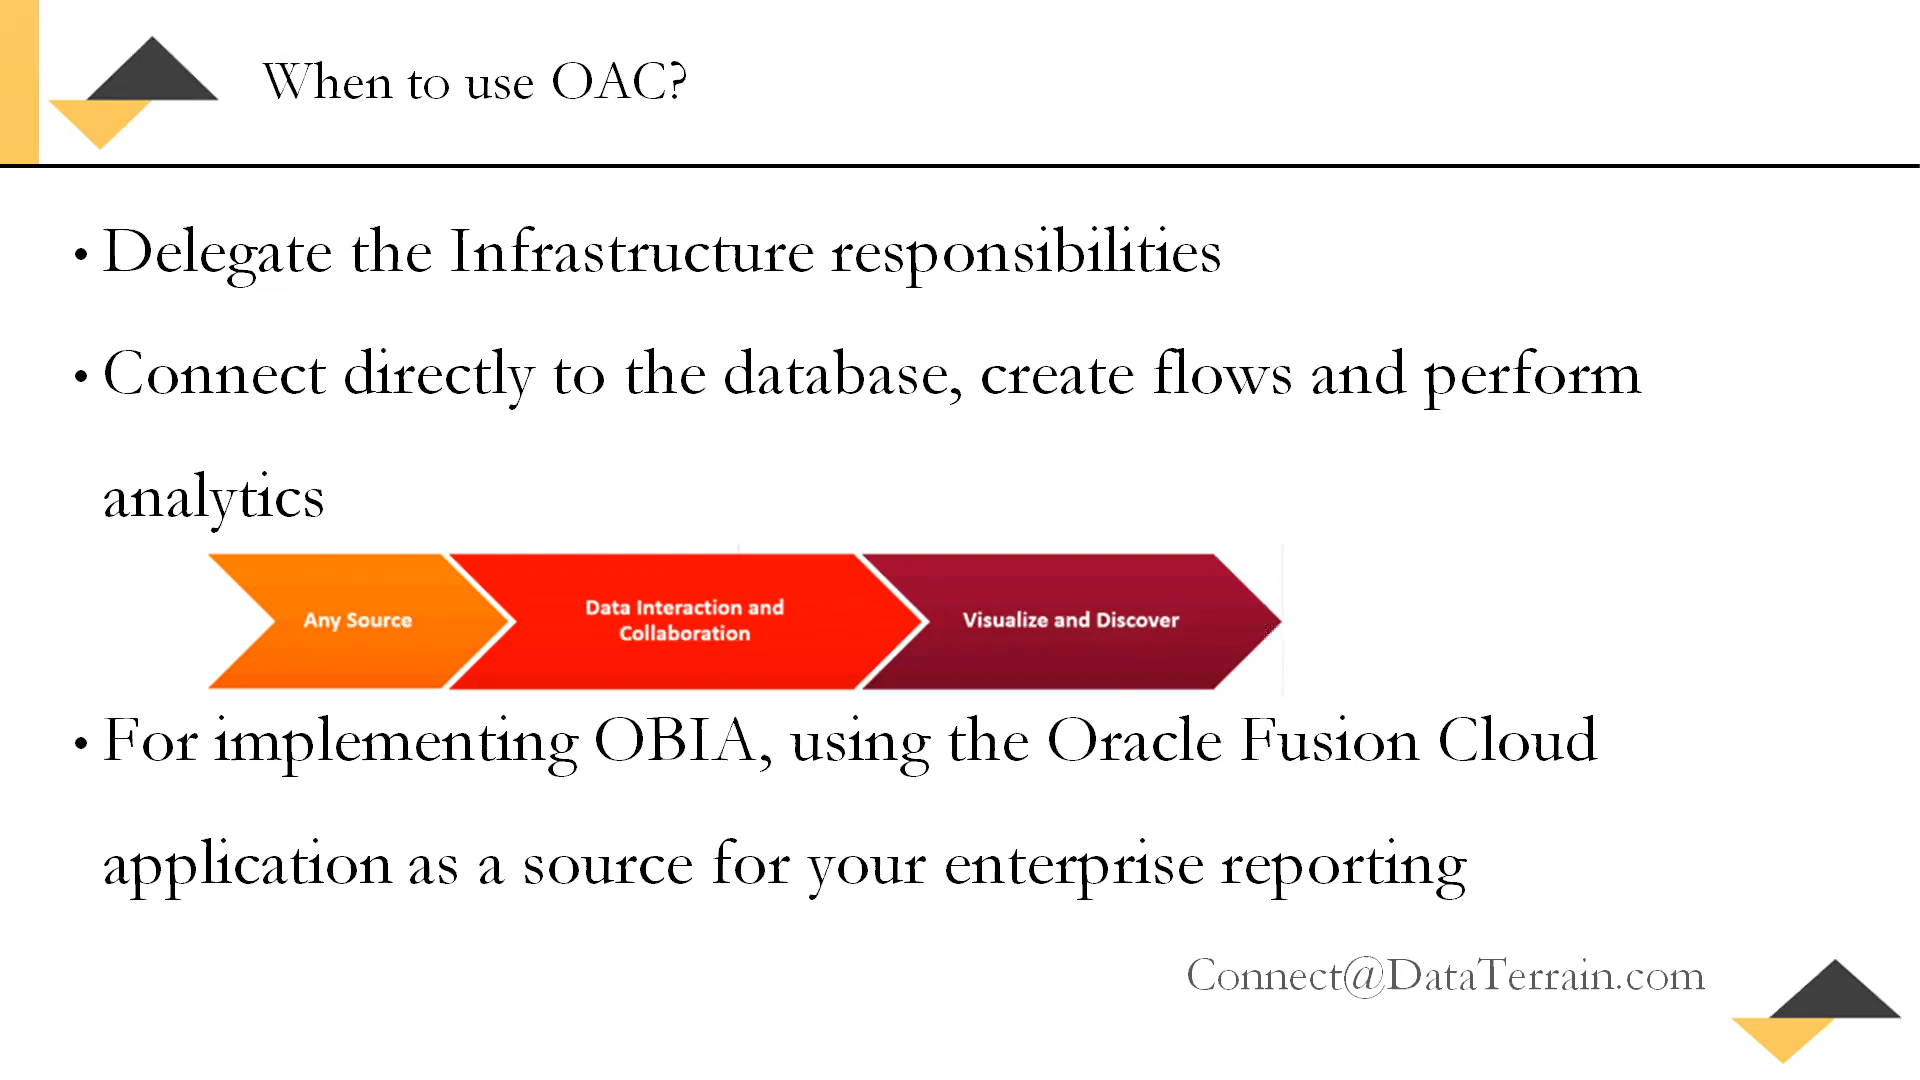 When to use OAC?
• Delegate the Infrastructure responsibilities
• Connect directly to the database, create flows and perform
analytics
Any Source
Data Interaction and
Collaboration
Visualize and Discover
• For implementing OBIA, using the Oracle Fusion Cloud
application as a source for your enterprise reporting
Connect@DataTerrain.com